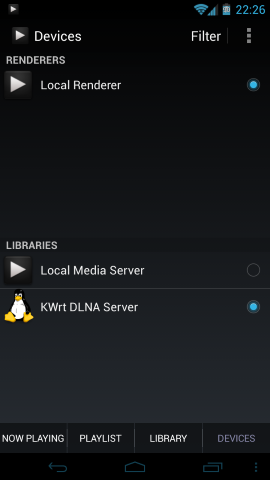 22:26
Devices
Filter
RENDERERS
Local Renderer
LIBRARIES
Local Media Server
KWrt DLNA Server
NOW PLAYING
PLAYLIST
LIBRARY
DEVICES